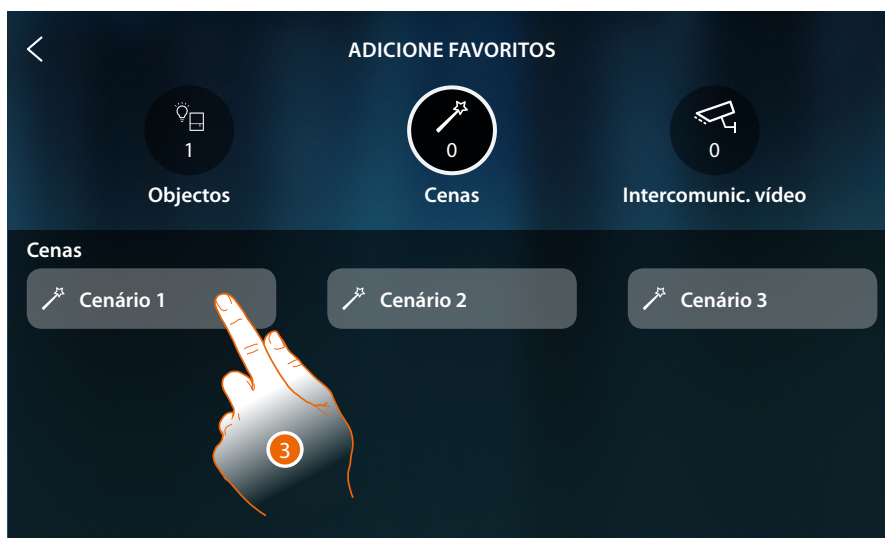 ADICIONE FAVORITOS
1
0
0
Objectos
Cenas
Intercomunic. vídeo
Cenas
Cenário 1
Cenário 2
Cenário 3
3